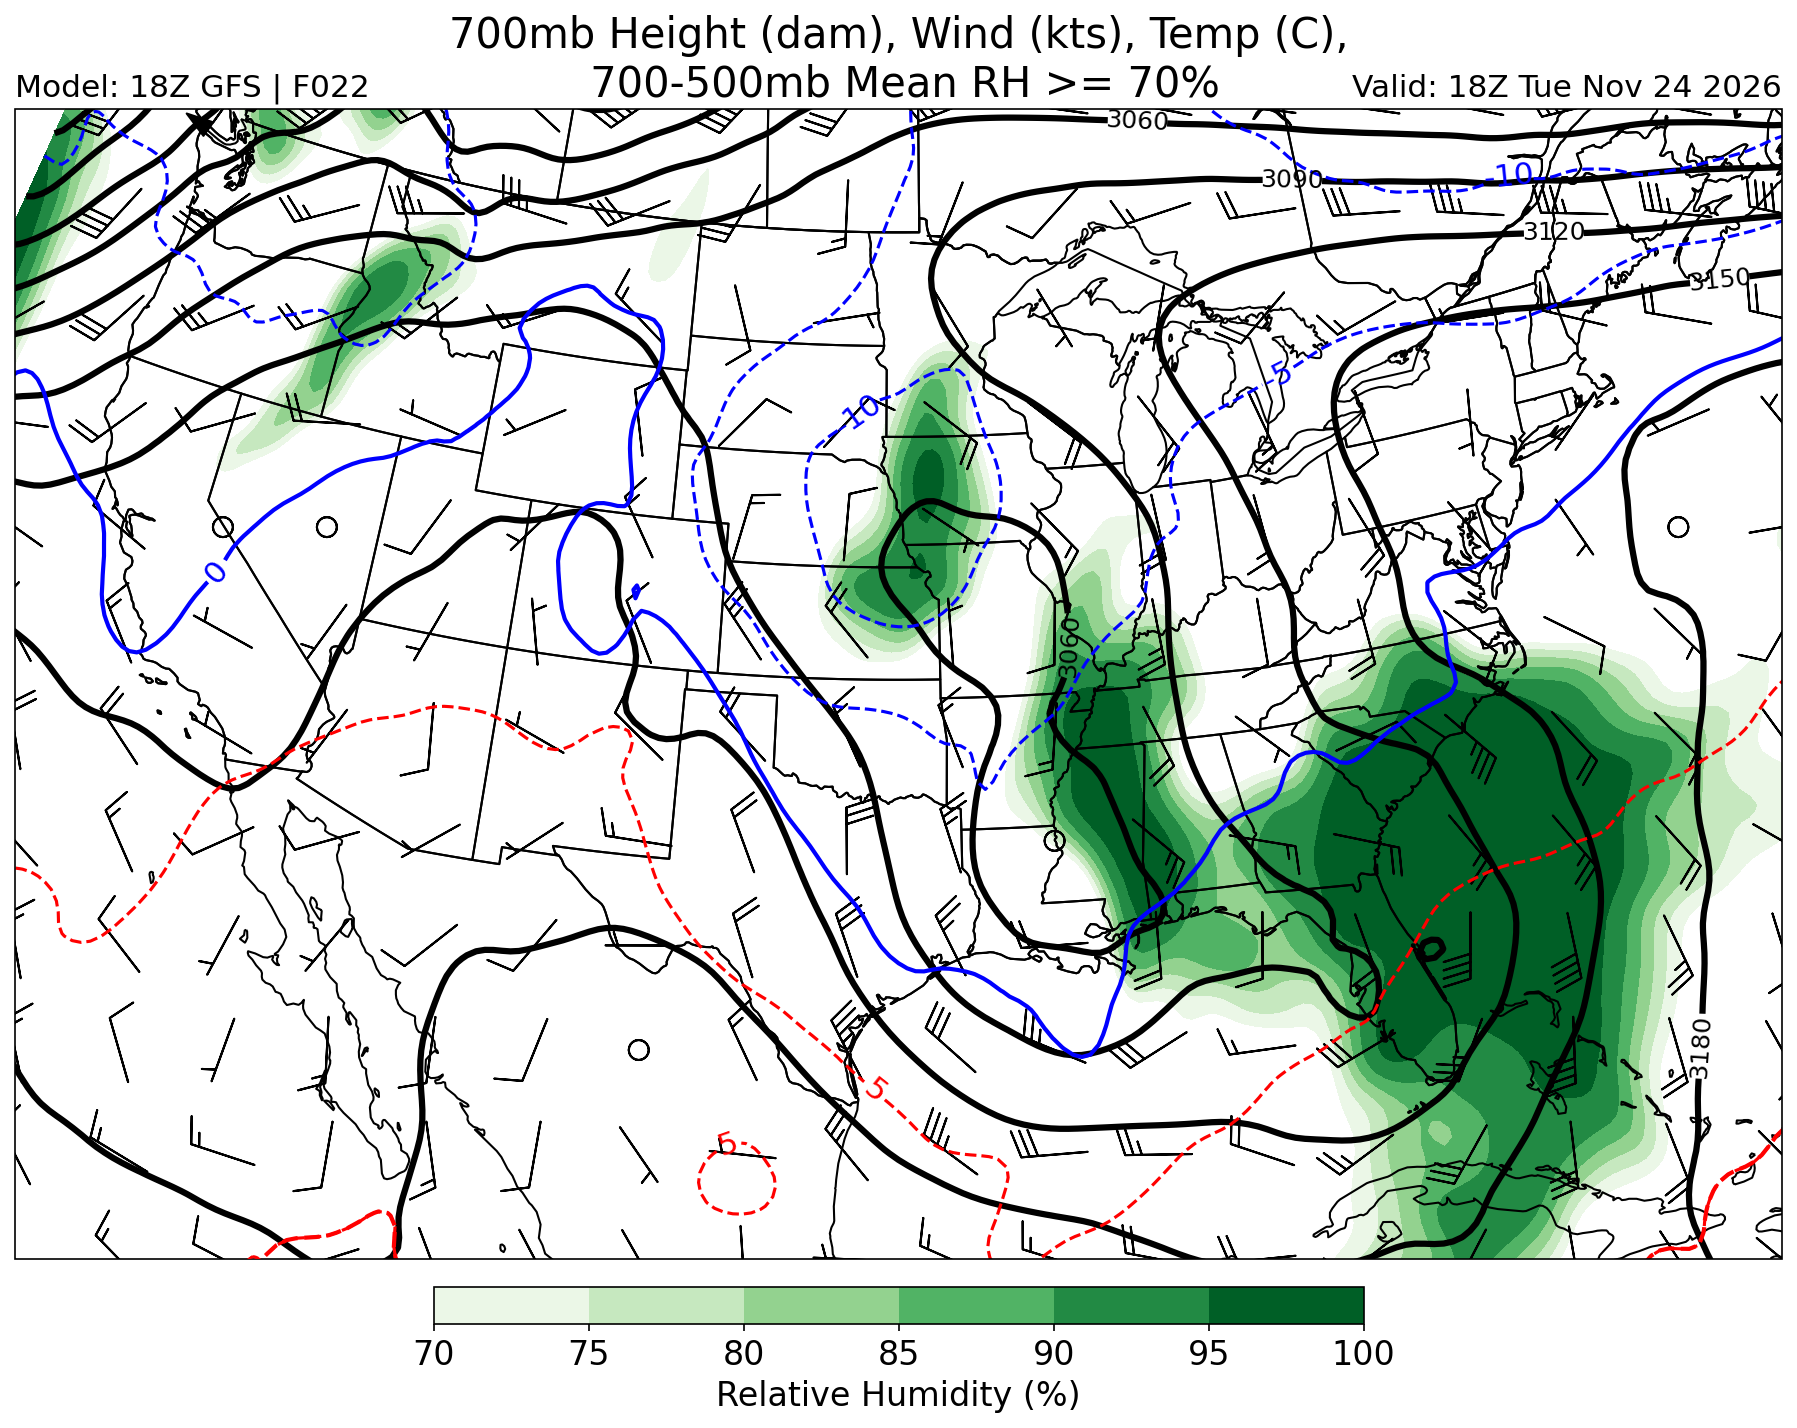 700mb Height (dam), Wind (kts), Temp (C),
700-500mb Mean RH >= 70%
Model: 18Z GFS | F022
Valid: 18Z Tue Nov 24 2026
3060
3090
-10
3120
3150
-5
-10
0
3060
3180
5
5
70 75 80 85 90 95 100
Relative Humidity (%)